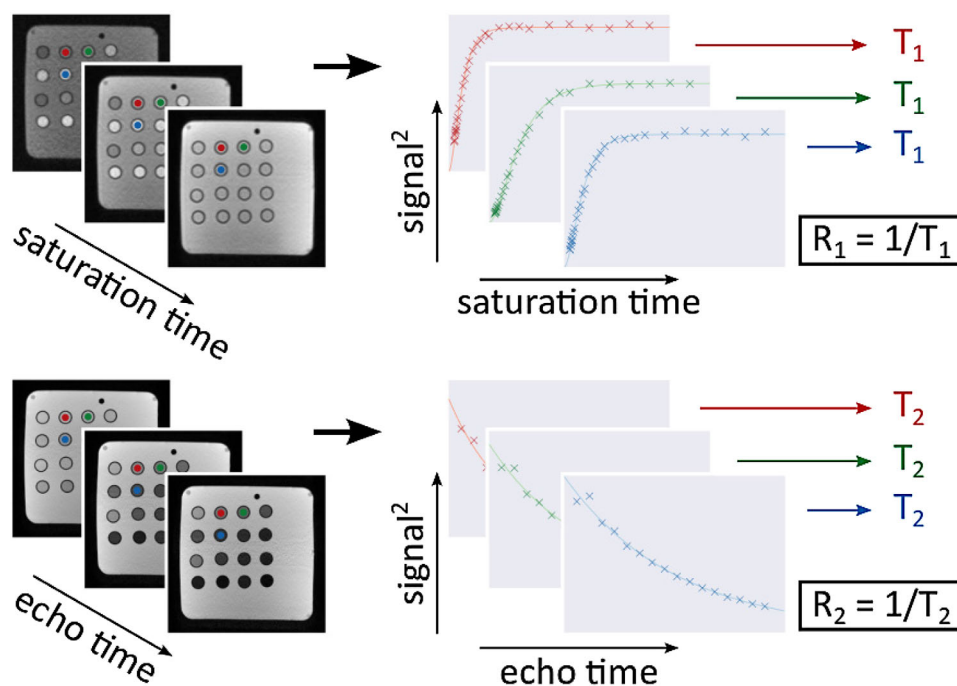 T₁
T₁
T₁
signal²
saturation time
saturation time
R₁ = 1/T₁
T₂
T₂
T₂
signal²
echo time
echo time
R₂ = 1/T₂